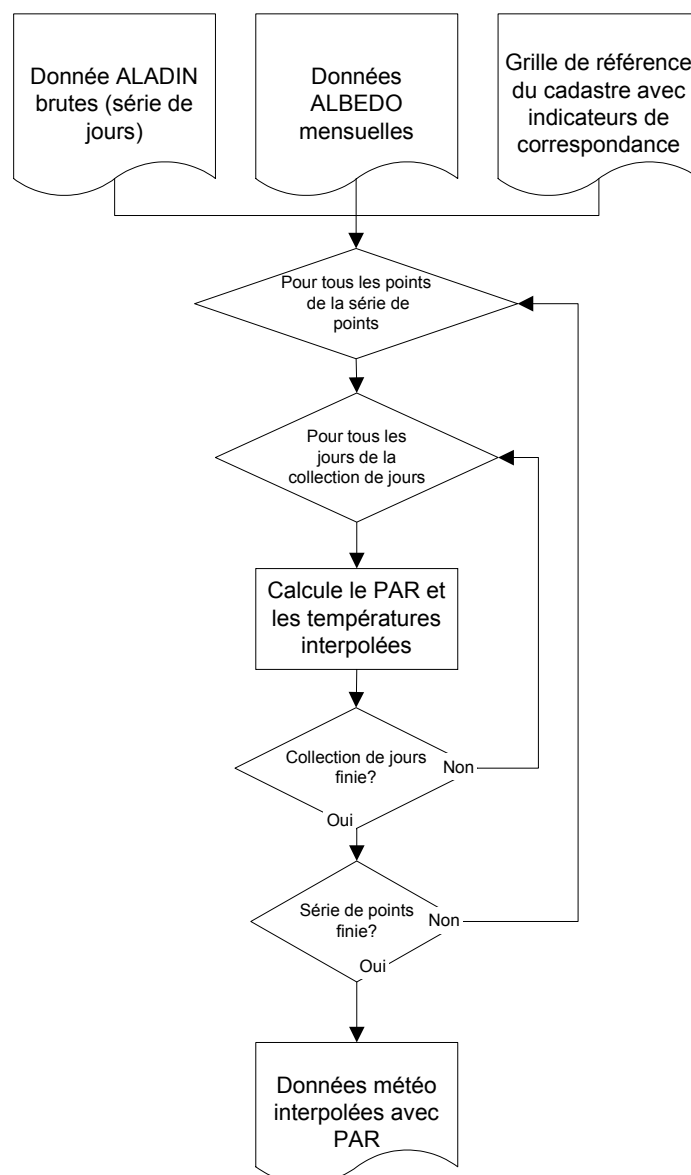 Donnée ALADIN
brutes (série de
jours)
Données
ALBEDO
mensuelles
Grille de référence
du cadastre avec
indicateurs de
correspondance
Pour tous les points
de la série de
points
Pour tous les
jours de la
collection de jours
Calcule le PAR et
les températures
interpolées
Collection de jours
finie?
Non
Oui
Série de points
finie?
Non
Oui
Données météo
interpolées avec
PAR